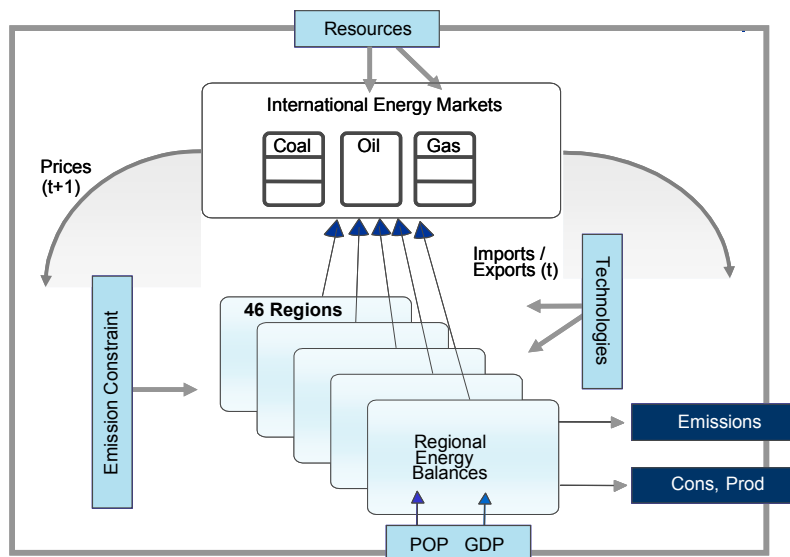 Resources
International Energy Markets
Coal
Oil
Gas
Prices
(t+1)
Imports /
Exports (t)
Technologies
46 Regions
Emission Constraint
Regional
Energy
Balances
Emissions
Cons, Prod
POP GDP